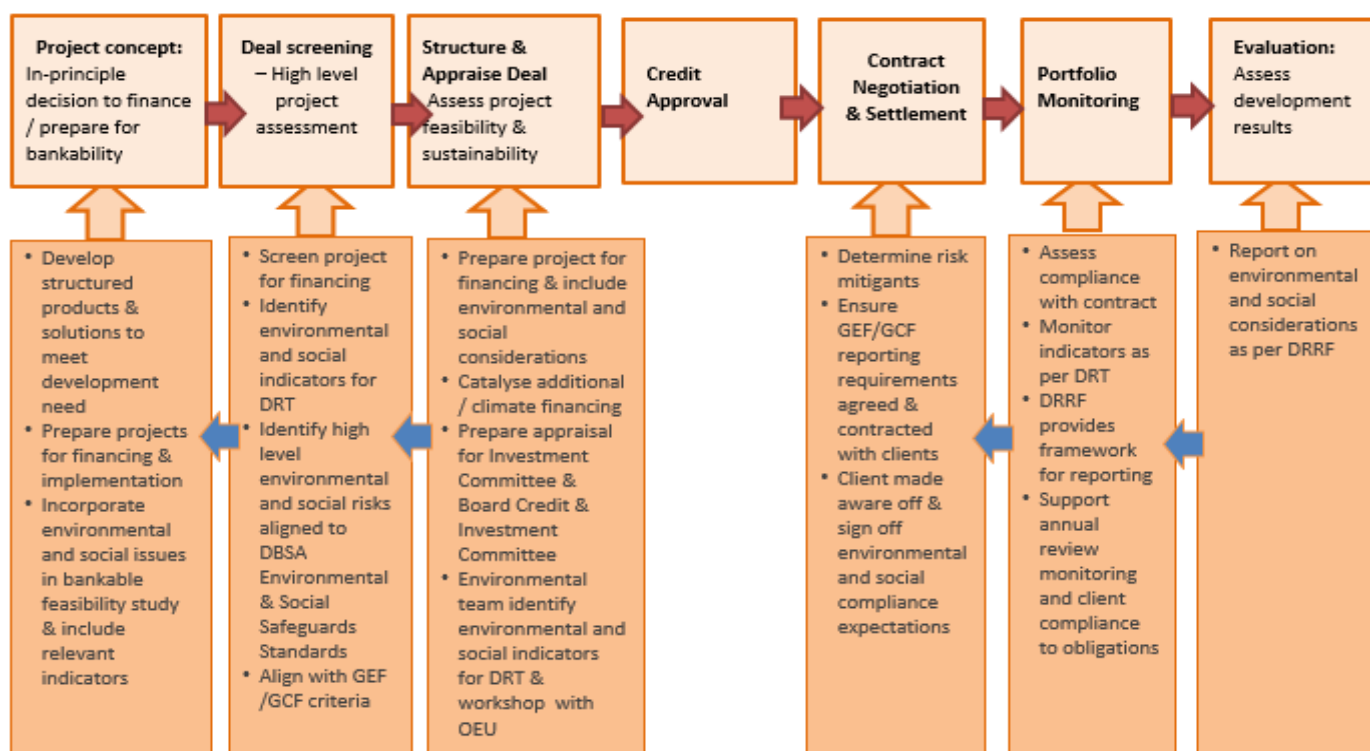 Project concept:
In-principle
decision to finance
/ prepare for
bankability
Deal screening
– High level
project
assessment
Structure &
Appraise Deal
Assess project
feasibility &
sustainability
Credit
Approval
Contract
Negotiation
& Settlement
Portfolio
Monitoring
Evaluation:
Assess
development
results
• Develop
structured
products &
solutions to
meet
development
need
• Prepare projects
for financing &
implementation
• Incorporate
environmental
and social issues
in bankable
feasibility study
& include
relevant
indicators
• Screen project
for financing
• Identify
environmental
and social
indicators for
DRT
• Identify high
level
environmental
and social risks
aligned to
DBSA
Environmental
& Social
Safeguards
Standards
• Align with GEF
/GCF criteria
• Prepare project for
financing & include
environmental and
social
considerations
• Catalyse additional
/ climate financing
• Prepare appraisal
for Investment
Committee &
Board Credit &
Investment
Committee
• Environmental
team identify
environmental and
social indicators
for DRT &
workshop with
OEU
• Determine risk
mitigants
• Ensure
GEF/GCF
reporting
requirements
agreed &
contracted
with clients
• Client made
aware off &
sign off
environmental
and social
compliance
expectations
• Assess
compliance
with contract
• Monitor
indicators as
per DRT
• DRRF
provides
framework
for reporting
• Support
annual
review
monitoring
and client
compliance
to obligations
• Report on
environmental
and social
considerations
as per DRRF